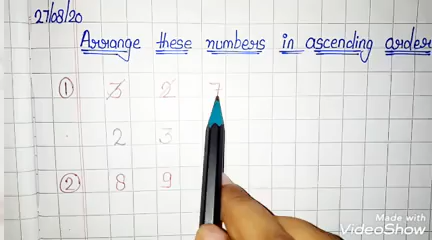 27/08/20
Arrange these numbers in ascending order
① 3 2 7
2 3
② 8 9
Made with
VideoShow